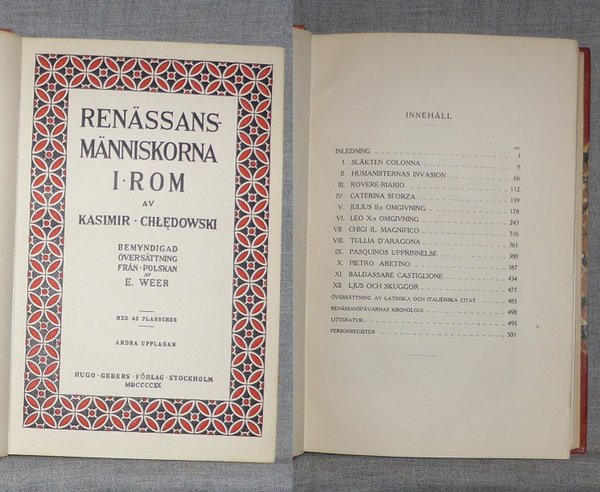 RENÄSSANS-
MÄNNISKORNA
I·ROM
AV
KASIMIR·CHŁĘDOWSKI
BEMYNDIGAD
ÖVERSÄTTNING
FRÅN·POLSKAN
AV
E. WEER
MED 42 PLANSCHER
ANDRA UPPLAGAN
HUGO·GEBERS·FÖRLAG·STOCKHOLM
INNEHÅLL
INLEDNING 1
I. SLÄKTEN COLONNA 6
II. HUMANISTERNAS INVASION 66
III. ROVERE-RIARIO 112
IV. CATERINA SFORZA 139
V. JULIUS II:s OMGIVNING 178
VI. LEO X:s OMGIVNING 243
VII. CHIGI IL MAGNIFICO 316
VIII. TULLIA D'ARAGONA 361
IX. PASQUINOS UPPRINNELSE 380
X. PIETRO ARETINO 387
XI. BALDASSARE CASTIGLIONE 434
XII. LJUS OCH SKUGGOR 477
ÖVERSÄTTNING AV LATINSKA OCH ITALIENSKA CITAT 485
RENÄSSANSPÅVARNAS KRONOLOGI 490
LITTERATUR 495
PERSONREGISTER 501